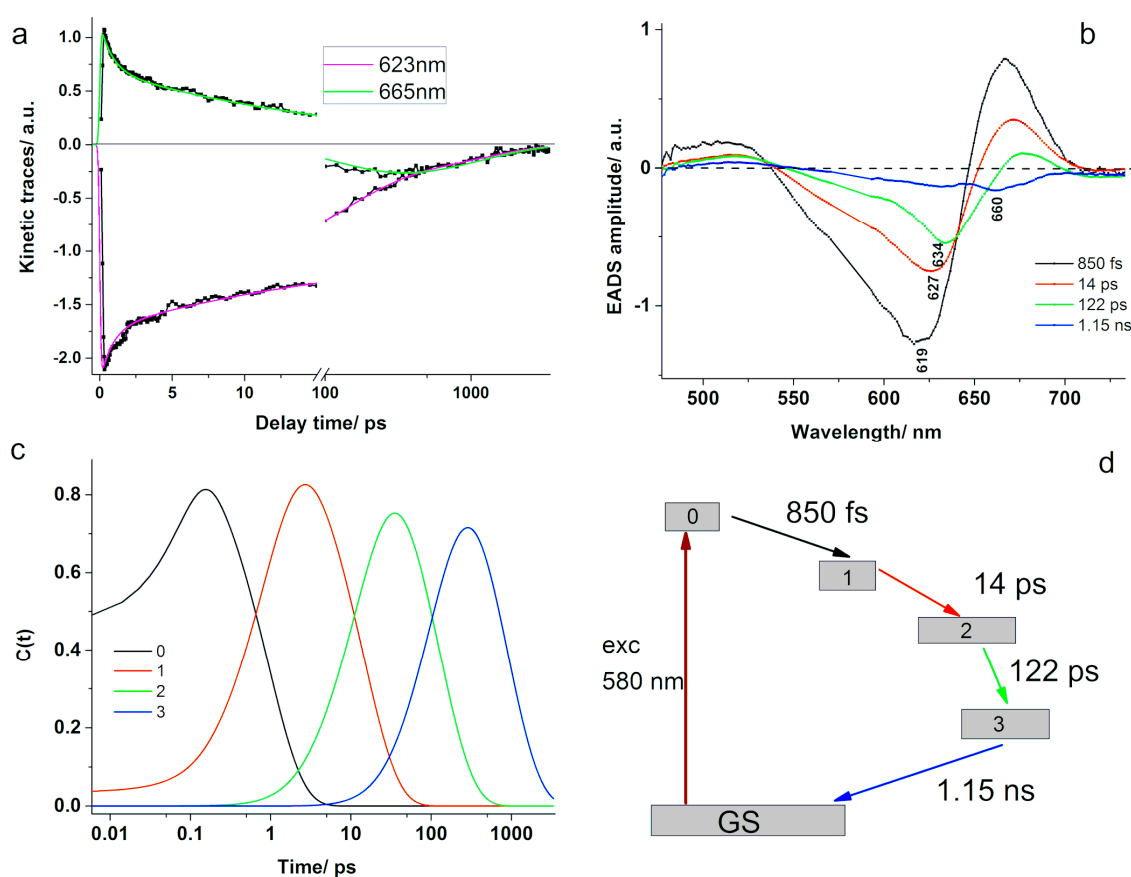 a
Kinetic traces/ a.u.
1.0
0.5
0.0
-0.5
-1.0
-1.5
-2.0
623nm
665nm
0
5
10
100
1000
Delay time/ ps
b
EADS amplitude/ a.u.
1
0
-1
619
627
634
660
850 fs
14 ps
122 ps
1.15 ns
500
550
600
650
700
Wavelength/ nm
c
C(t)
0.8
0.6
0.4
0.2
0.0
0
1
2
3
0.01
0.1
1
10
100
1000
Time/ ps
d
0
850 fs
1
14 ps
2
exc
580 nm
122 ps
3
1.15 ns
GS